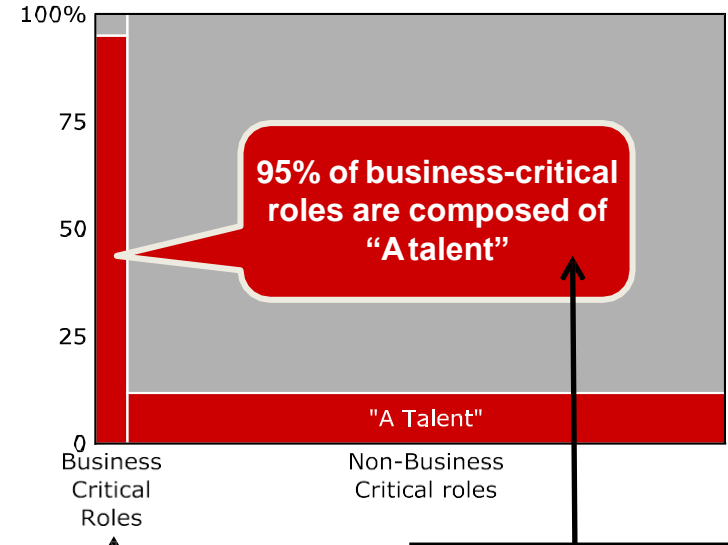 100%
75
50
25
0
95% of business-critical
roles are composed of
“A talent”
"A Talent"
Business
Critical
Roles
Non-Business
Critical roles